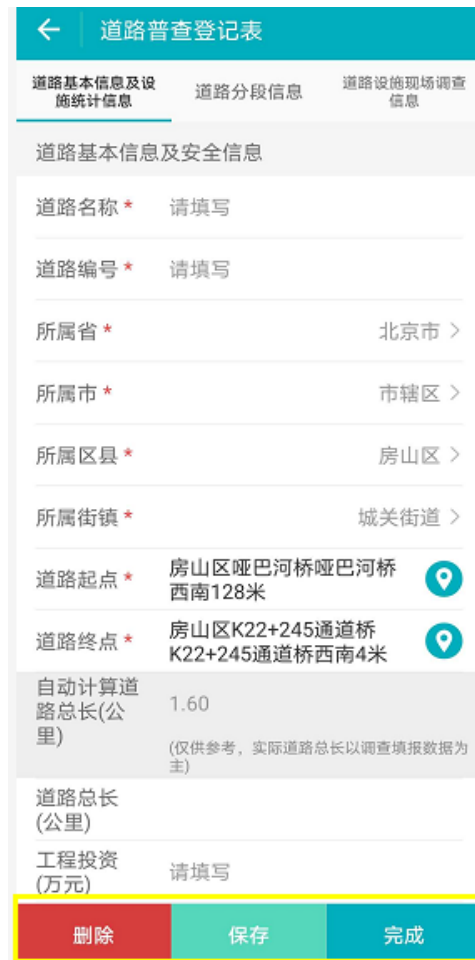 道路普查登记表
道路基本信息及设
施统计信息
道路分段信息
道路设施现场调查
信息
道路基本信息及安全信息
道路名称* 请填写
道路编号* 请填写
所属省* 北京市
所属市* 市辖区
所属区县* 房山区
所属街镇* 城关街道
道路起点* 房山区哑巴河桥哑巴河桥
西南128米
道路终点* 房山区K22+245通道桥
K22+245通道桥西南4米
自动计算道
路总长(公
里)
1.60
(仅供参考，实际道路总长以调查填报数据为
主)
道路总长
(公里)
工程投资
(万元)
请填写
删除 保存 完成